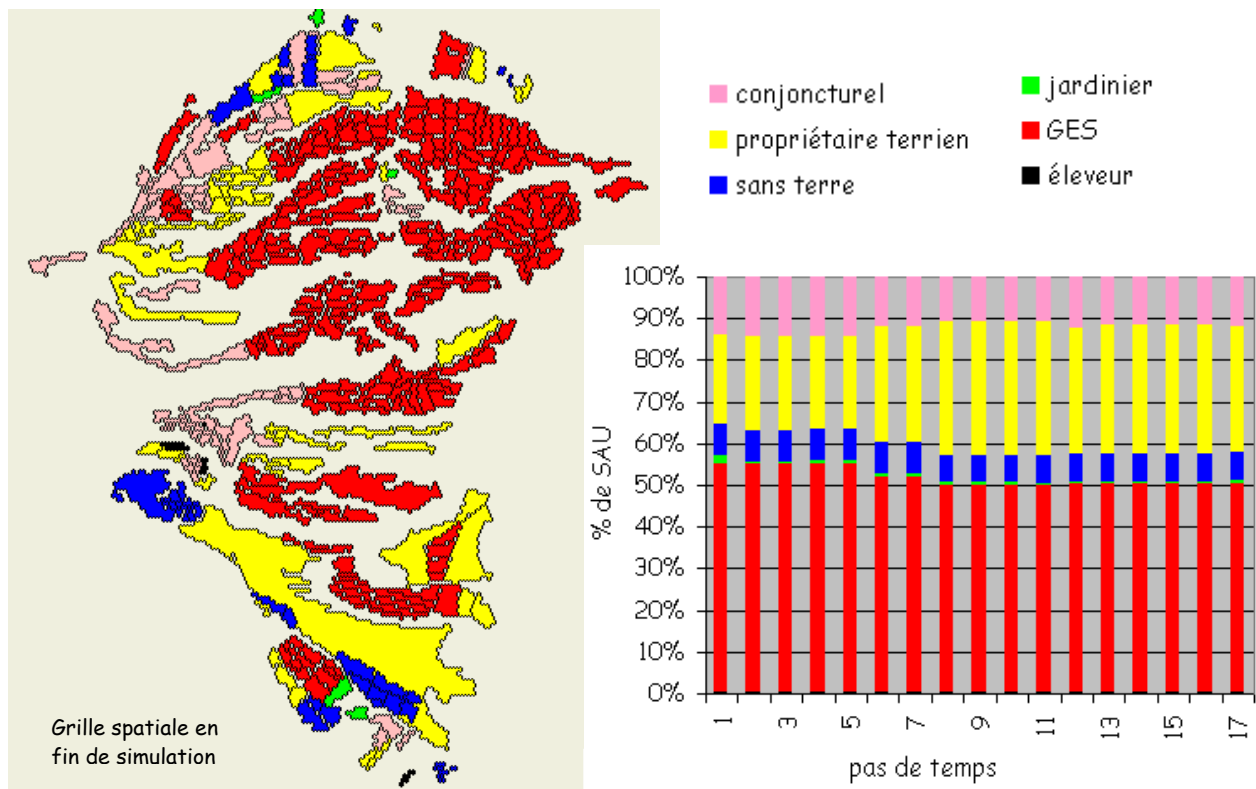 conjoncturel
propriétaire terrien
sans terre
jardinier
GES
éleveur
Grille spatiale en
fin de simulation
% de SAU
100%
90%
80%
70%
60%
50%
40%
30%
20%
10%
0%
1
3
5
7
9
11
13
15
17
pas de temps